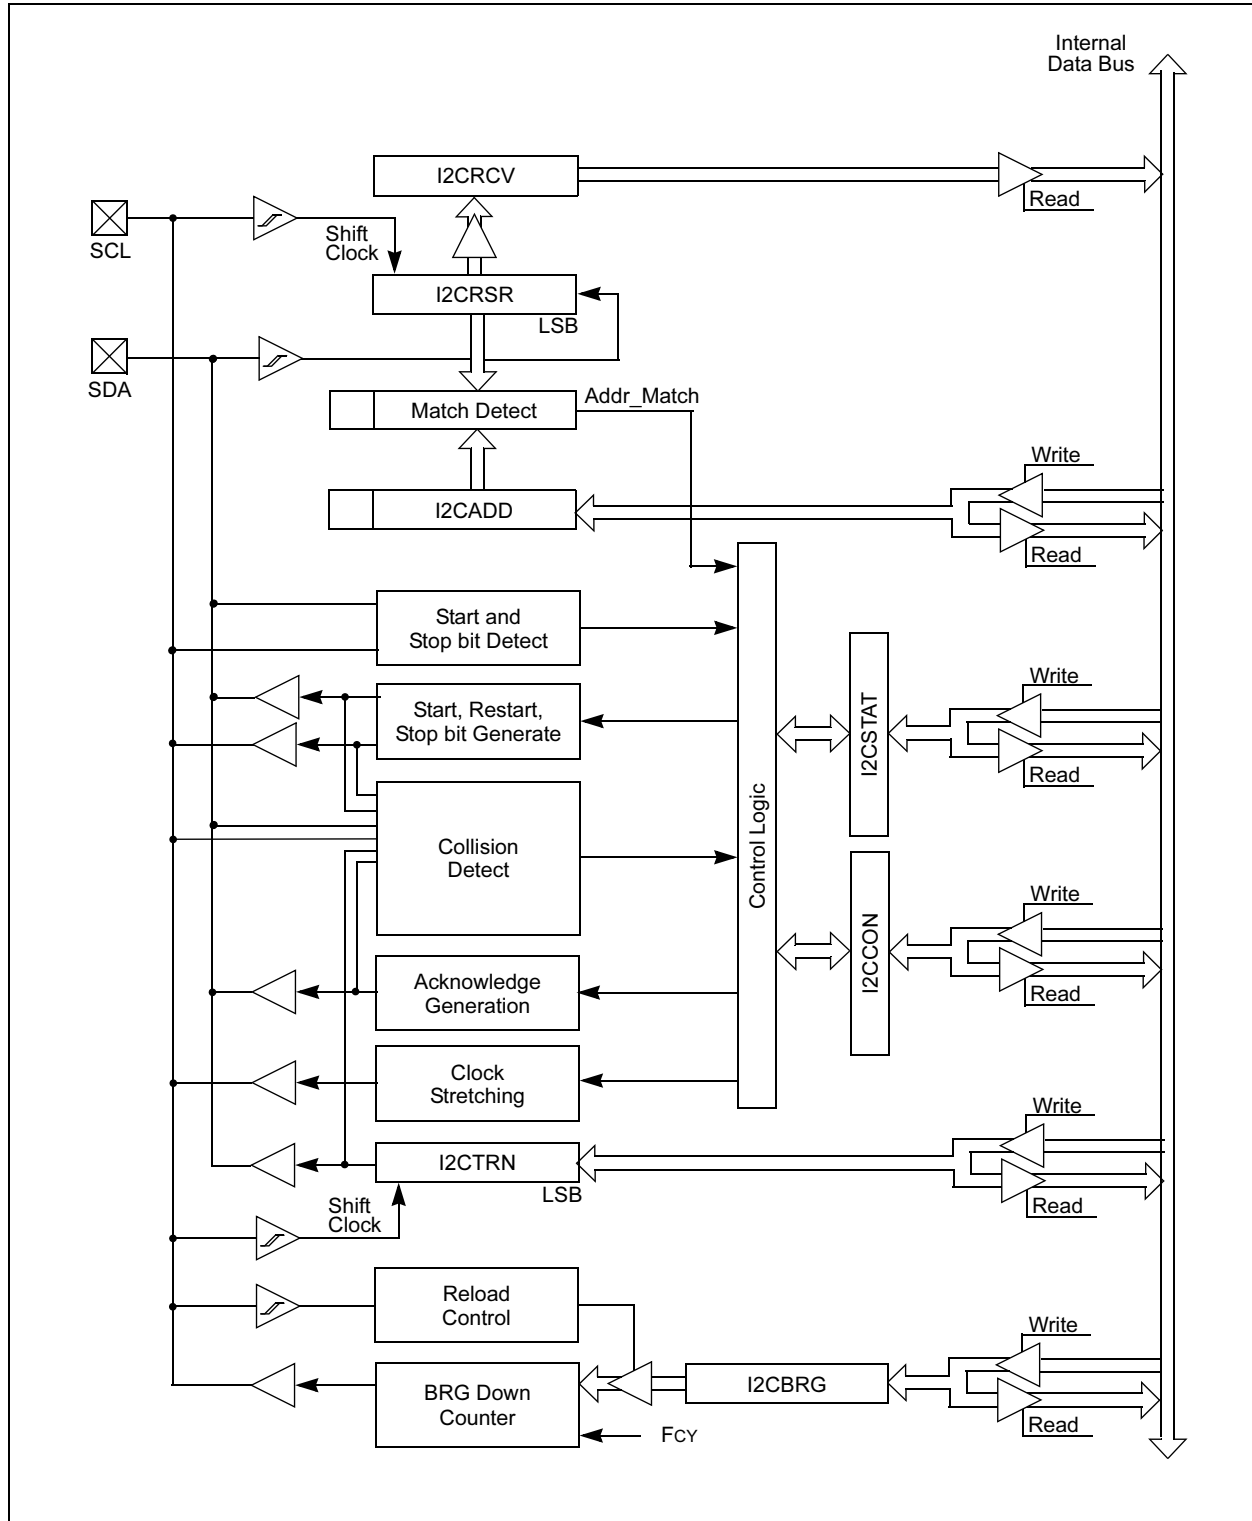 Internal
Data Bus
I2CRCV
Read
SCL
Shift
Clock
I2CRSR
LSB
SDA
Match Detect
Addr_Match
Write
I2CADD
Read
Start and
Stop bit Detect
Write
Start, Restart,
Stop bit Generate
I2CSTAT
Read
Control Logic
Collision
Detect
Write
I2CCON
Acknowledge
Generation
Read
Clock
Stretching
Write
I2CTRN
LSB
Read
Shift
Clock
Reload
Control
Write
I2CBRG
BRG Down
Counter
Read
FCY